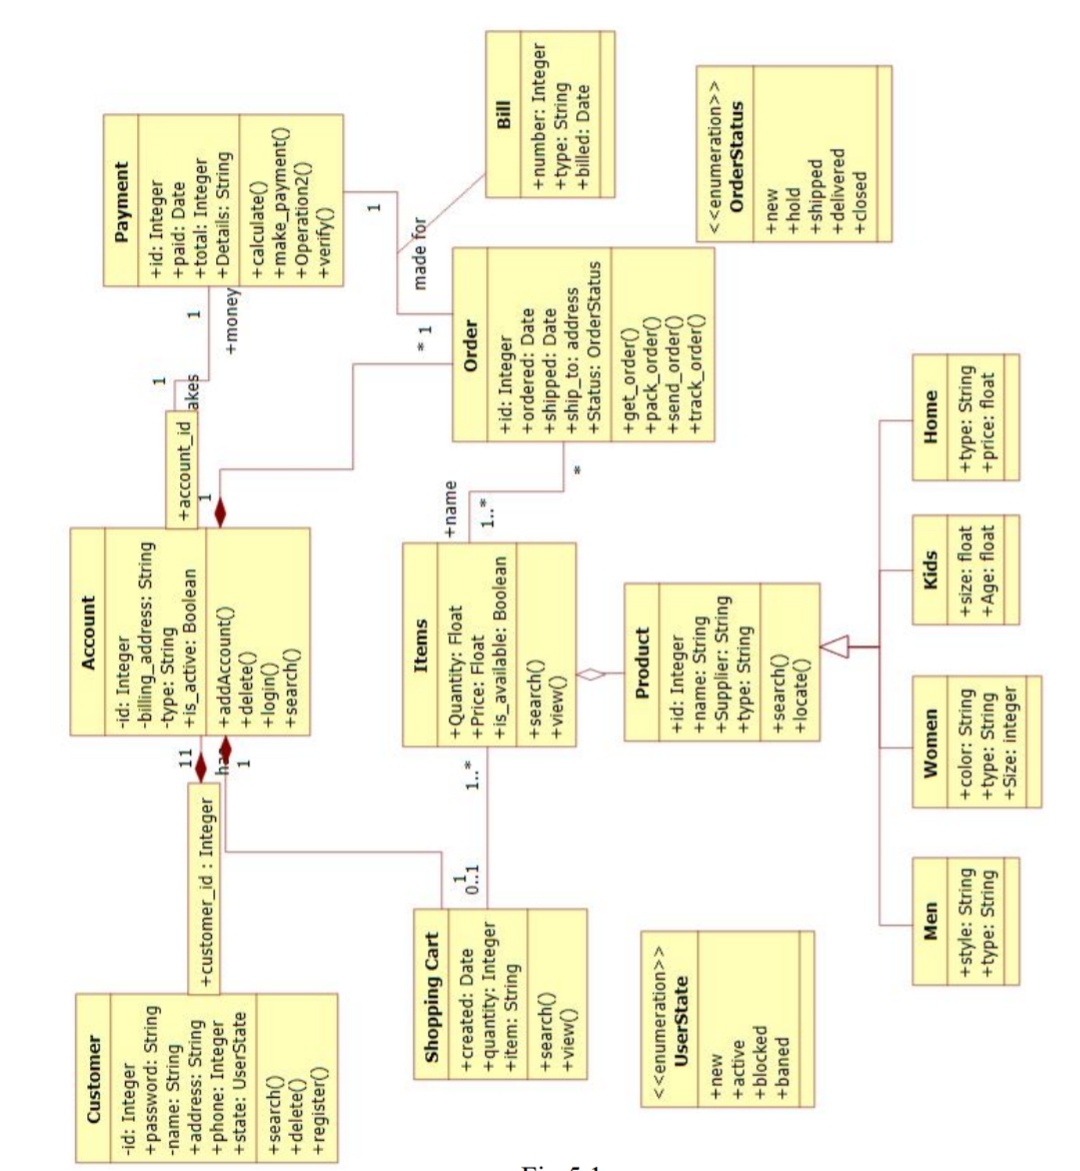 Customer
-id: Integer
+password: String
-name: String
+address: String
+phone: Integer
+state: UserState
+search()
+delete()
+register()
+customer_id : Integer
11
has
1
Account
-id: Integer
-billing_address: String
-type: String
+is_active: Boolean
+addAccount()
+delete()
+login()
+search()
+account_id
1
1
akes
1
+money
Payment
+id: Integer
+paid: Date
+total: Integer
+Details: String
+calculate()
+make_payment()
+Operation2()
+verify()
1
made for
* 1
Shopping Cart
+created: Date
+quantity: Integer
+item: String
+search()
+view()
1
0..1
1..*
Items
+Quantity: Float
+Price: Float
+is_available: Boolean
+search()
+view()
+name
1..*
*
Order
+id: Integer
+ordered: Date
+shipped: Date
+ship_to: address
+Status: OrderStatus
+get_order()
+pack_order()
+send_order()
+track_order()
Bill
+number: Integer
+type: String
+billed: Date
<<enumeration>>
UserState
+new
+active
+blocked
+baned
Product
+id: Integer
+name: String
+Supplier: String
+type: String
+search()
+locate()
<<enumeration>>
OrderStatus
+new
+hold
+shipped
+delivered
+closed
Men
+style: String
+type: String
Women
+color: String
+type: String
+Size: integer
Kids
+size: float
+Age: float
Home
+type: String
+price: float